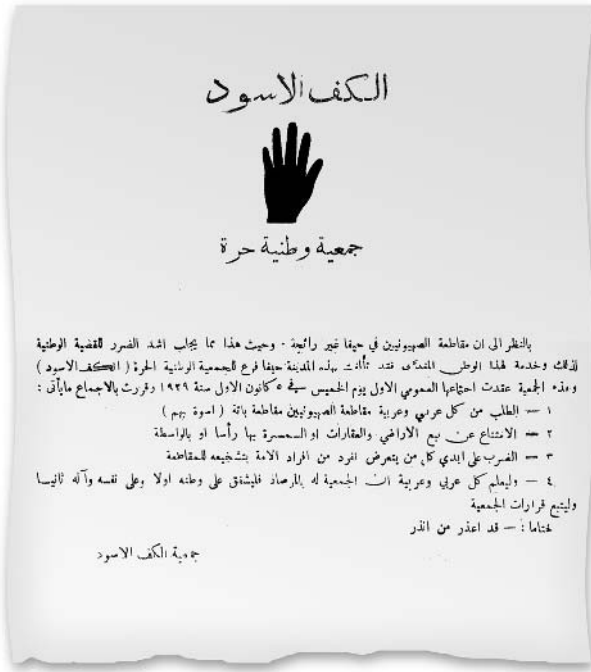 الكف الاسود
جمعية وطنية حرة
بالنظر الى ان مقاطعة الصهيونيين في حيفا غير رائجة . وحيث هذا مما يجلب اشد الضرر للقضية الوطنية
لذلك وخدمة لهذا الوطن المفدى فقد تألفت بهذه المدينة حيفا فرع للجمعية الوطنية الحرة ( الكف الاسود )
وهذه الجمعية عقدت اجتماعها العمومي الاول يوم الخميس في ٥ كانون الاول سنة ١٩٢٩ وقررت بالاجماع مايأتى :
١ — الطلب من كل عربي وعربية مقاطعة الصهيونيين مقاطعة باتة ( اسوة بهم )
٢ — الامتناع عن بيع الاراضي والعقارات او السمسرة بها رأسا او بالواسطة
٣ — الضرب على ايدي كل من يتعرض لفرد من افراد الامة بتشجيعه للمقاطعة
٤ — وليعلم كل عربي وعربية ان الجمعية له بالمرصاد فليشفق على وطنه اولا وعلى نفسه وآله ثانيا
وليتبع قرارات الجمعية
ختاما : — قد اعذر من انذر
جمعية الكف الاسود